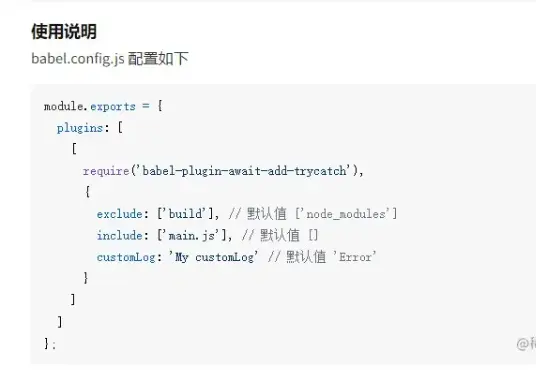 使用说明
babel.config.js 配置如下
module.exports = {
  plugins: [
    [
      require('babel-plugin-await-add-trycatch'),
      {
        exclude: ['build'], // 默认值 ['node_modules']
        include: ['main.js'], // 默认值 []
        customLog: 'My customLog' // 默认值 'Error'
      }
    ]
  ]
};